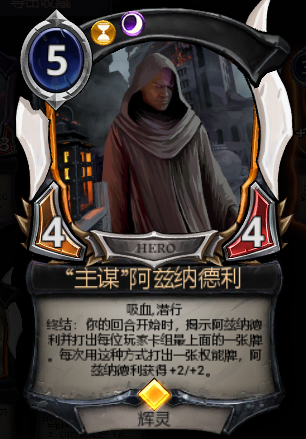 5
4
HERO
4
“主谋”阿兹纳德利
吸血,潜行
终结：你的回合开始时，揭示阿兹纳德
利并打出每位玩家卡组最上面的一张牌
。每次用这种方式打出一张权能牌，阿
兹纳德利获得+2/+2。
辉灵